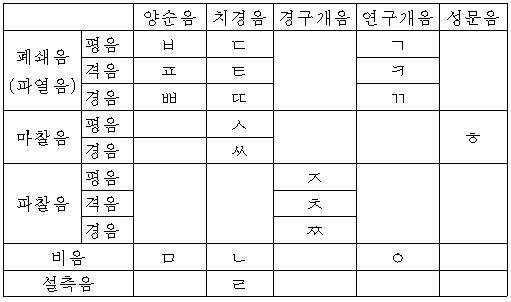 양순음 치경음 경구개음 연구개음 성문음
폐쇄음 (파열음) 평음 ㅂ ㄷ ㄱ
격음 ㅍ ㅌ ㅋ
경음 ㅃ ㄸ ㄲ
마찰음 평음 ㅅ ㅎ
경음 ㅆ
파찰음 평음 ㅈ
격음 ㅊ
경음 ㅉ
비음 ㅁ ㄴ ㅇ
설측음 ㄹ